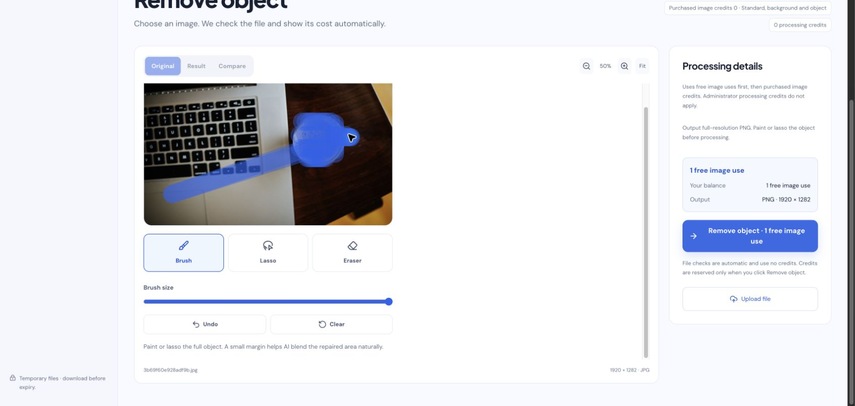 Remove object
Choose an image. We check the file and show its cost automatically.
Purchased image credits 0 · Standard, background and object
0 processing credits
Original
Result
Compare
50%
Fit
Brush
Lasso
Eraser
Brush size
Undo
Clear
Paint or lasso the full object. A small margin helps AI blend the repaired area naturally.
1920 × 1282 · JPG
Processing details
Uses free image uses first, then purchased image
credits. Administrator processing credits do not
apply.
Output full-resolution PNG. Paint or lasso the object
before processing.
1 free image use
Your balance
1 free image use
Output
PNG · 1920 × 1282
Remove object · 1 free image
use
File checks are automatic and use no credits. Credits
are reserved only when you click Remove object.
Upload file
Temporary files · download before
expiry.